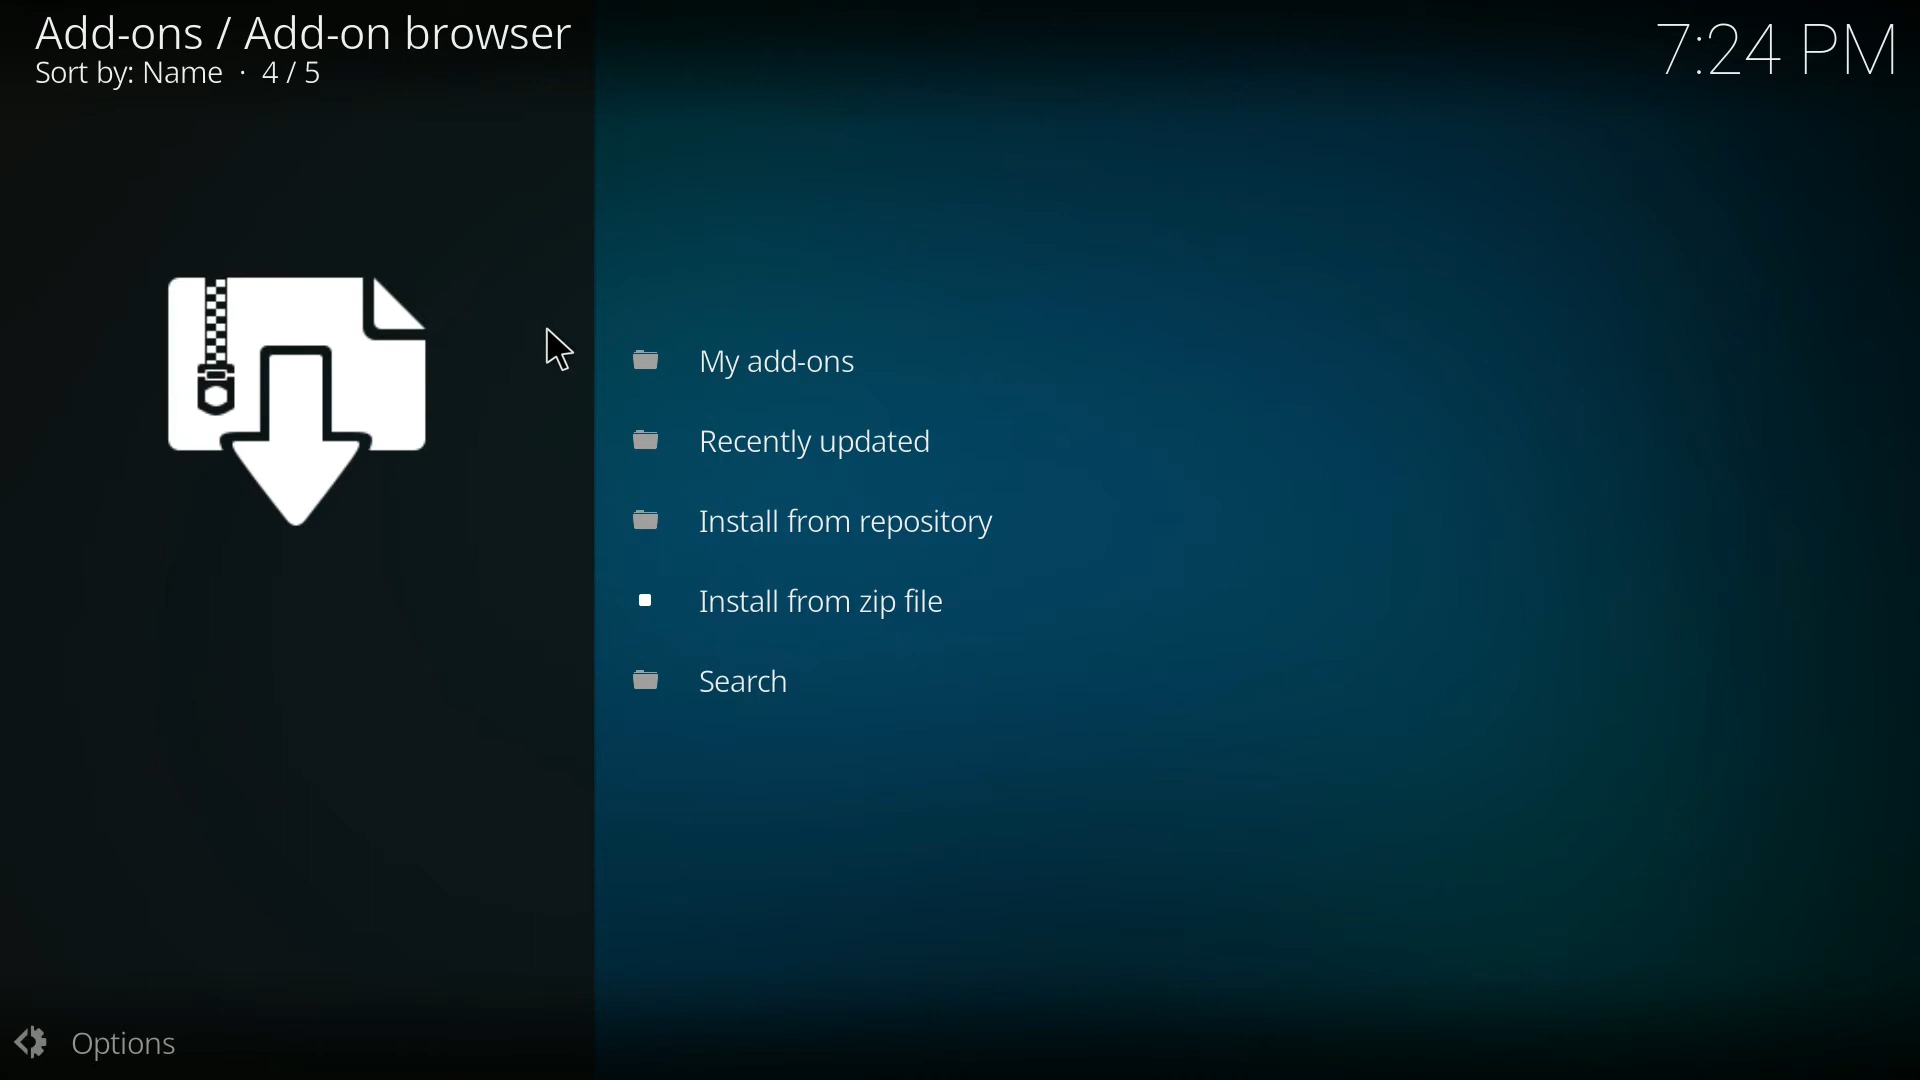 Add-ons / Add-on browser
Sort by: Name · 4 / 5
7:24 PM
My add-ons
Recently updated
Install from repository
Install from zip file
Search
Options